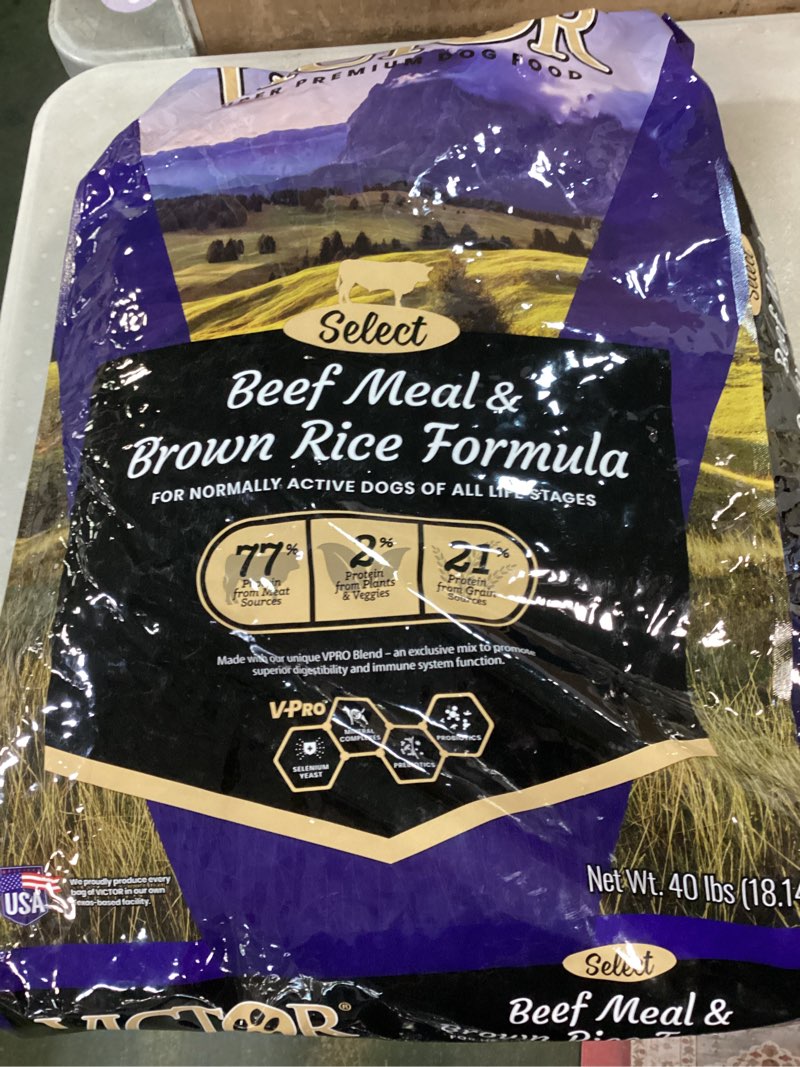 PREMIUM DOG FOOD
Select
Beef Meal &
Brown Rice Formula
FOR NORMALLY ACTIVE DOGS OF ALL LIFE STAGES
77%
Protein
from Meat
Sources
2%
Protein
from Plants
& Veggies
21%
Protein
from Grain
Sources
Made with our unique VPRO Blend – an exclusive mix to promote
superior digestibility and immune system function.
V-PRO
MINERAL
COMPLEXES
PROBIOTICS
SELENIUM
YEAST
PREBIOTICS
USA
We proudly produce every
bag of VICTOR in our own
Texas-based facility.
Net Wt. 40 lbs (18.14
Select
Beef Meal &
VICTOR®
Select